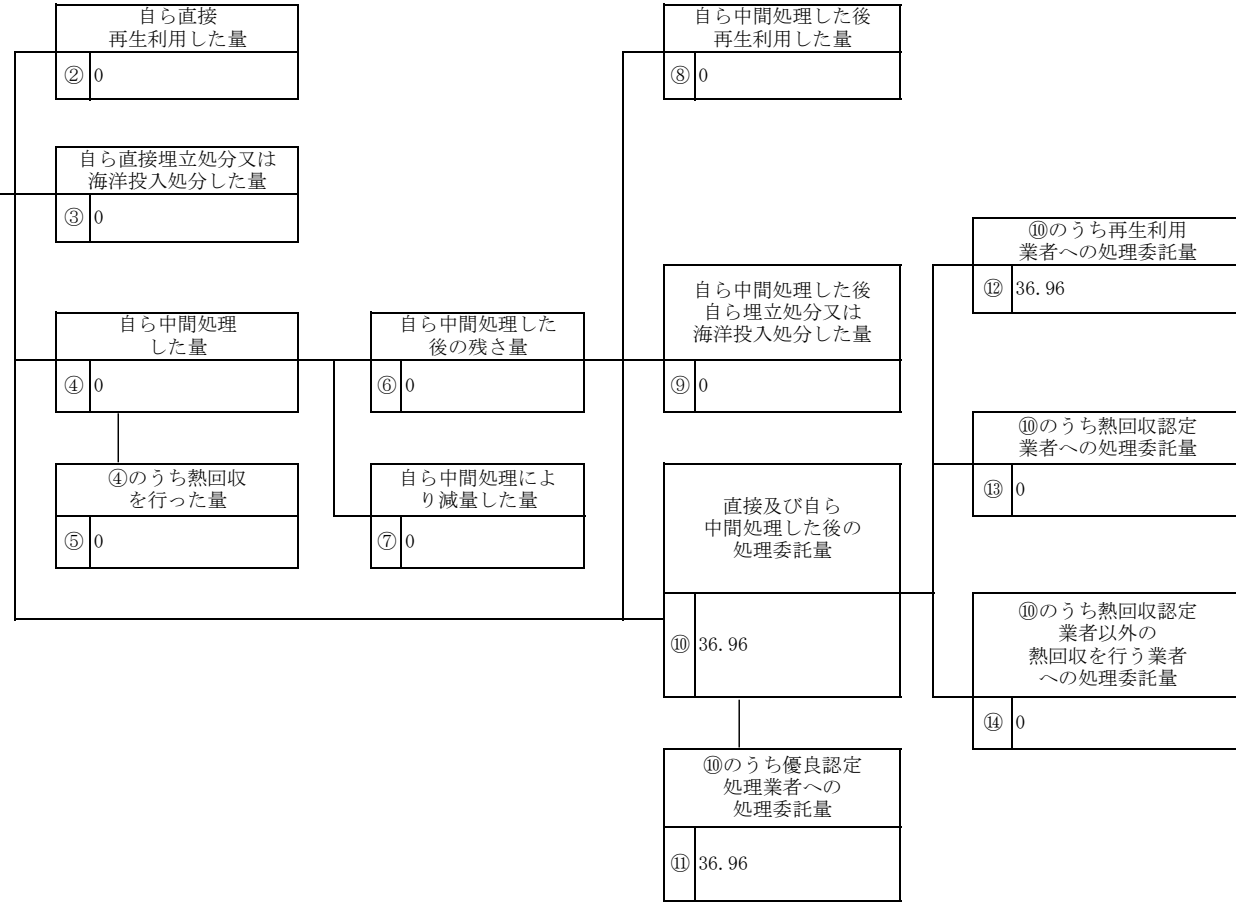 自ら直接
再生利用した量
② 0
自ら直接埋立処分又は
海洋投入処分した量
③ 0
自ら中間処理
した量
④ 0
④のうち熱回収
を行った量
⑤ 0
自ら中間処理した
後の残さ量
⑥ 0
自ら中間処理によ
り減量した量
⑦ 0
自ら中間処理した後
再生利用した量
⑧ 0
自ら中間処理した後
自ら埋立処分又は
海洋投入処分した量
⑨ 0
直接及び自ら
中間処理した後の
処理委託量
⑩ 36.96
⑩のうち優良認定
処理業者への
処理委託量
⑪ 36.96
⑩のうち再生利用
業者への処理委託量
⑫ 36.96
⑩のうち熱回収認定
業者への処理委託量
⑬ 0
⑩のうち熱回収認定
業者以外の
熱回収を行う業者
への処理委託量
⑭ 0